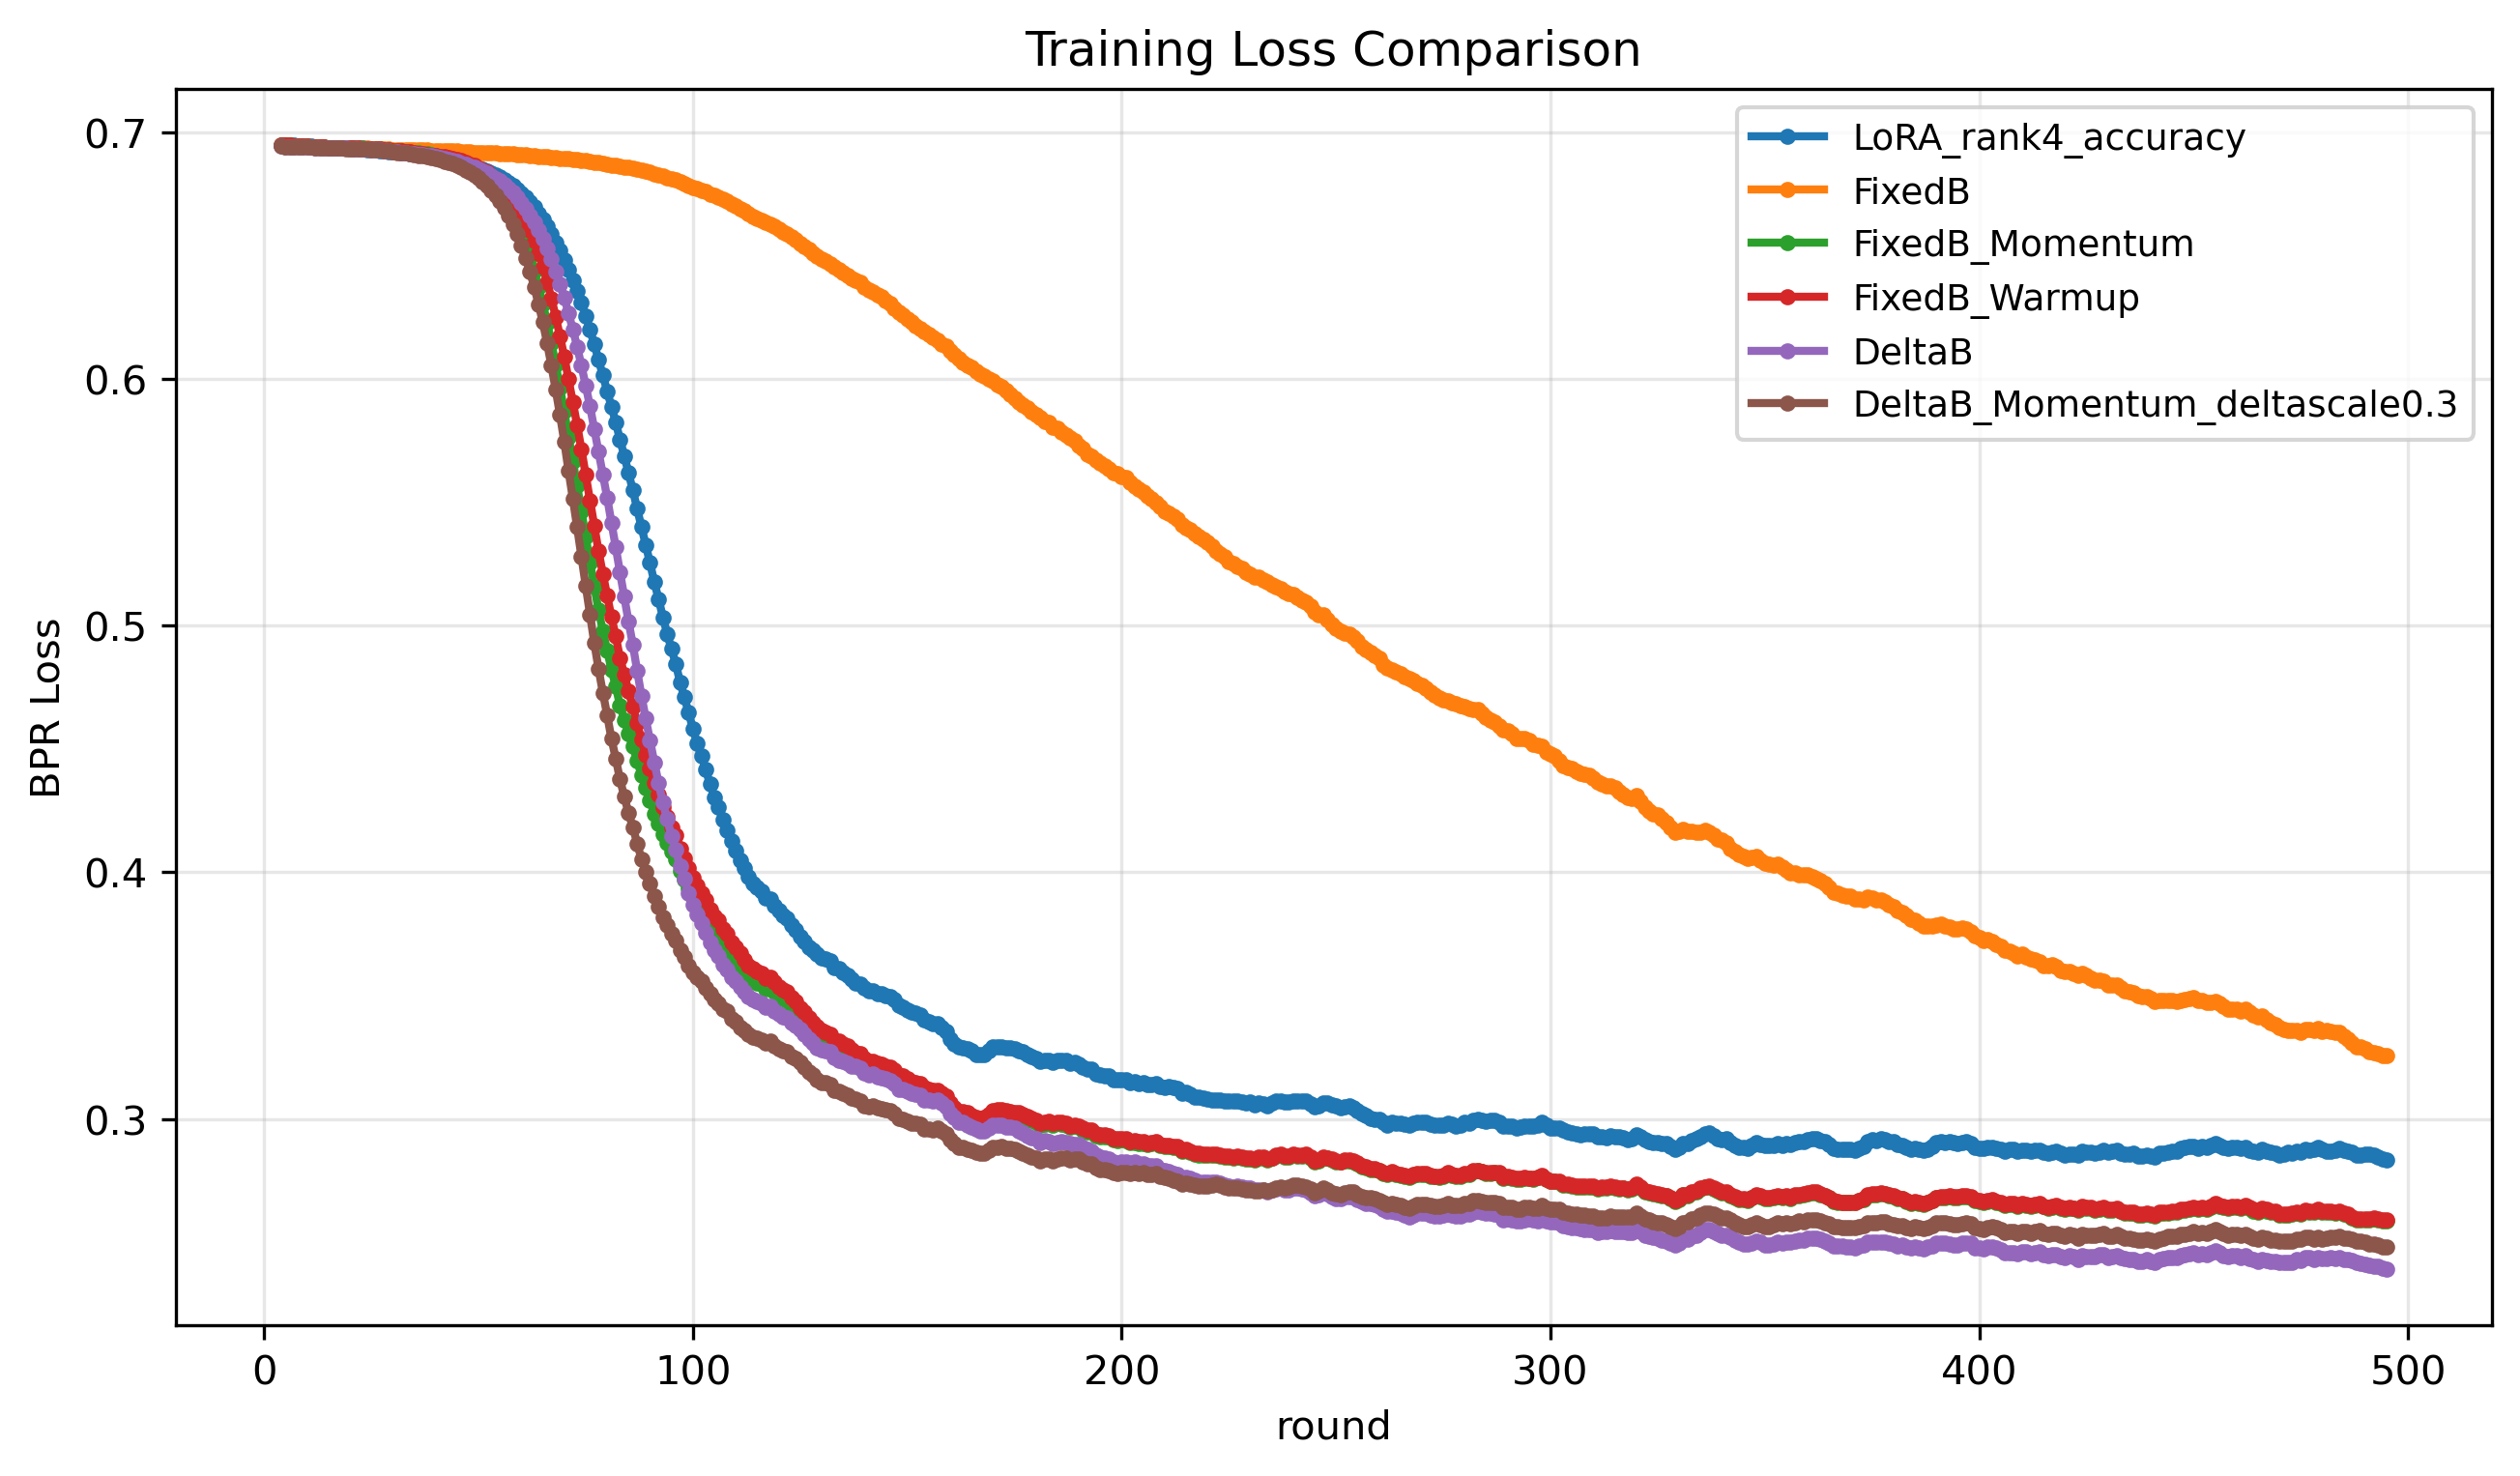 Training Loss Comparison
0.7
0.6
0.5
0.4
0.3
BPR Loss
LoRA_rank4_accuracy
FixedB
FixedB_Momentum
FixedB_Warmup
DeltaB
DeltaB_Momentum_deltascale0.3
0 100 200 300 400 500
round